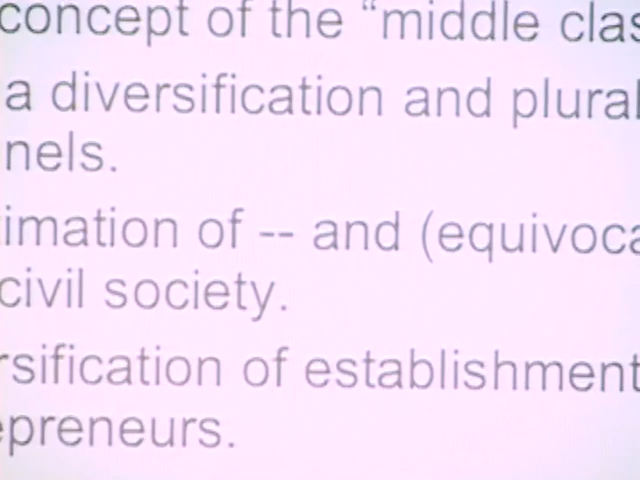 concept of the “middle clas
a diversification and plural
nels.
imation of -- and (equivoca
civil society.
rsification of establishment
epreneurs.